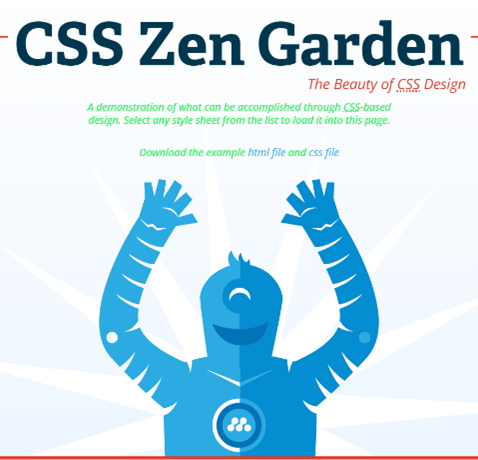 CSS Zen Garden
The Beauty of CSS Design
A demonstration of what can be accomplished through CSS-based
design. Select any style sheet from the list to load it into this page.
Download the example html file and css file